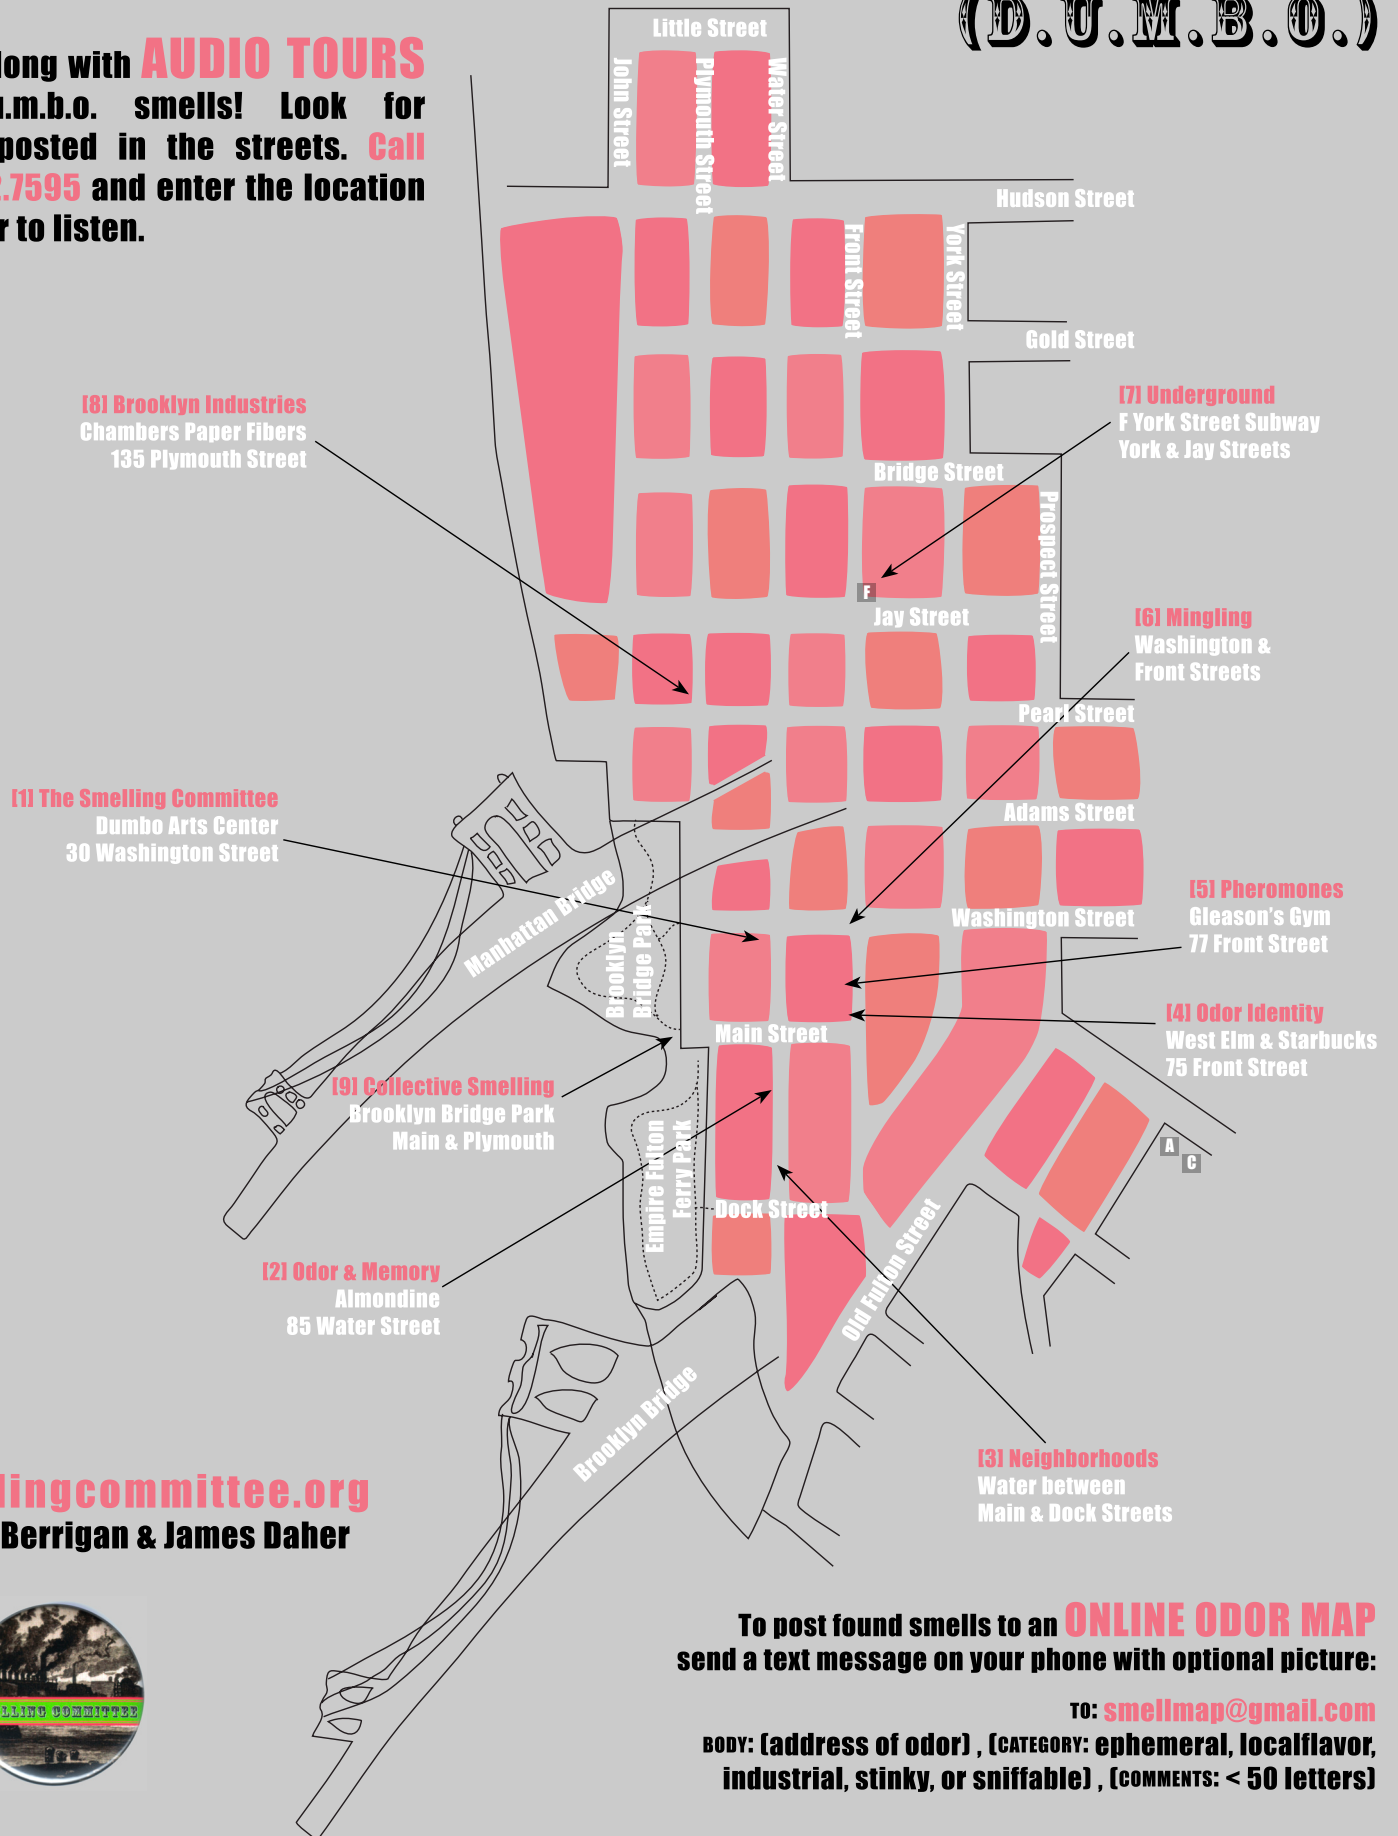 (D.U.M.B.O.)
long with AUDIO TOURS
u.m.b.o. smells! Look for
posted in the streets. Call
2.7595 and enter the location
r to listen.
Little Street
John Street
Plymouth Street
Water Street
Hudson Street
Front Street
York Street
Gold Street
[8] Brooklyn Industries
Chambers Paper Fibers
135 Plymouth Street
[7] Underground
F York Street Subway
York & Jay Streets
Bridge Street
Prospect Street
F
Jay Street
[6] Mingling
Washington &
Front Streets
Pearl Street
[1] The Smelling Committee
Dumbo Arts Center
30 Washington Street
Adams Street
Manhattan Bridge
Brooklyn
Bridge Park
Washington Street
[5] Pheromones
Gleason's Gym
77 Front Street
[4] Odor Identity
West Elm & Starbucks
75 Front Street
Main Street
[9] Collective Smelling
Brooklyn Bridge Park
Main & Plymouth
Empire Fulton
Ferry Park
A
C
Dock Street
Old Fulton Street
[2] Odor & Memory
Almondine
85 Water Street
Brooklyn Bridge
[3] Neighborhoods
Water between
Main & Dock Streets
lingcommittee.org
Berrigan & James Daher
LLING COMMITTEE
To post found smells to an ONLINE ODOR MAP
send a text message on your phone with optional picture:
TO: smellmap@gmail.com
BODY: (address of odor) , (CATEGORY: ephemeral, localflavor,
industrial, stinky, or sniffable) , (COMMENTS: < 50 letters)